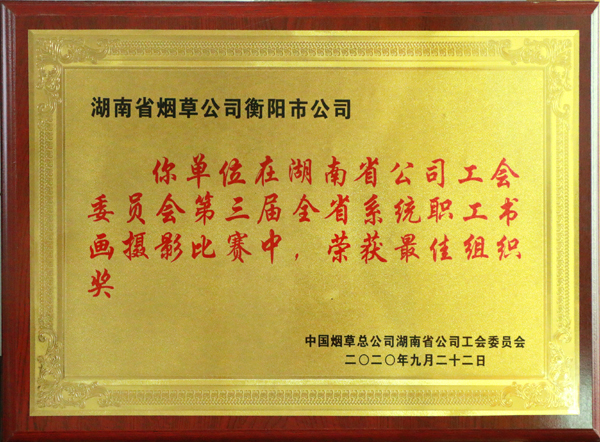 湖南省烟草公司衡阳市公司
你单位在湖南省公司工会
委员会第三届全省系统职工书
画摄影比赛中，荣获最佳组织
奖
中国烟草总公司湖南省公司工会委员会
二〇二〇年九月二十二日